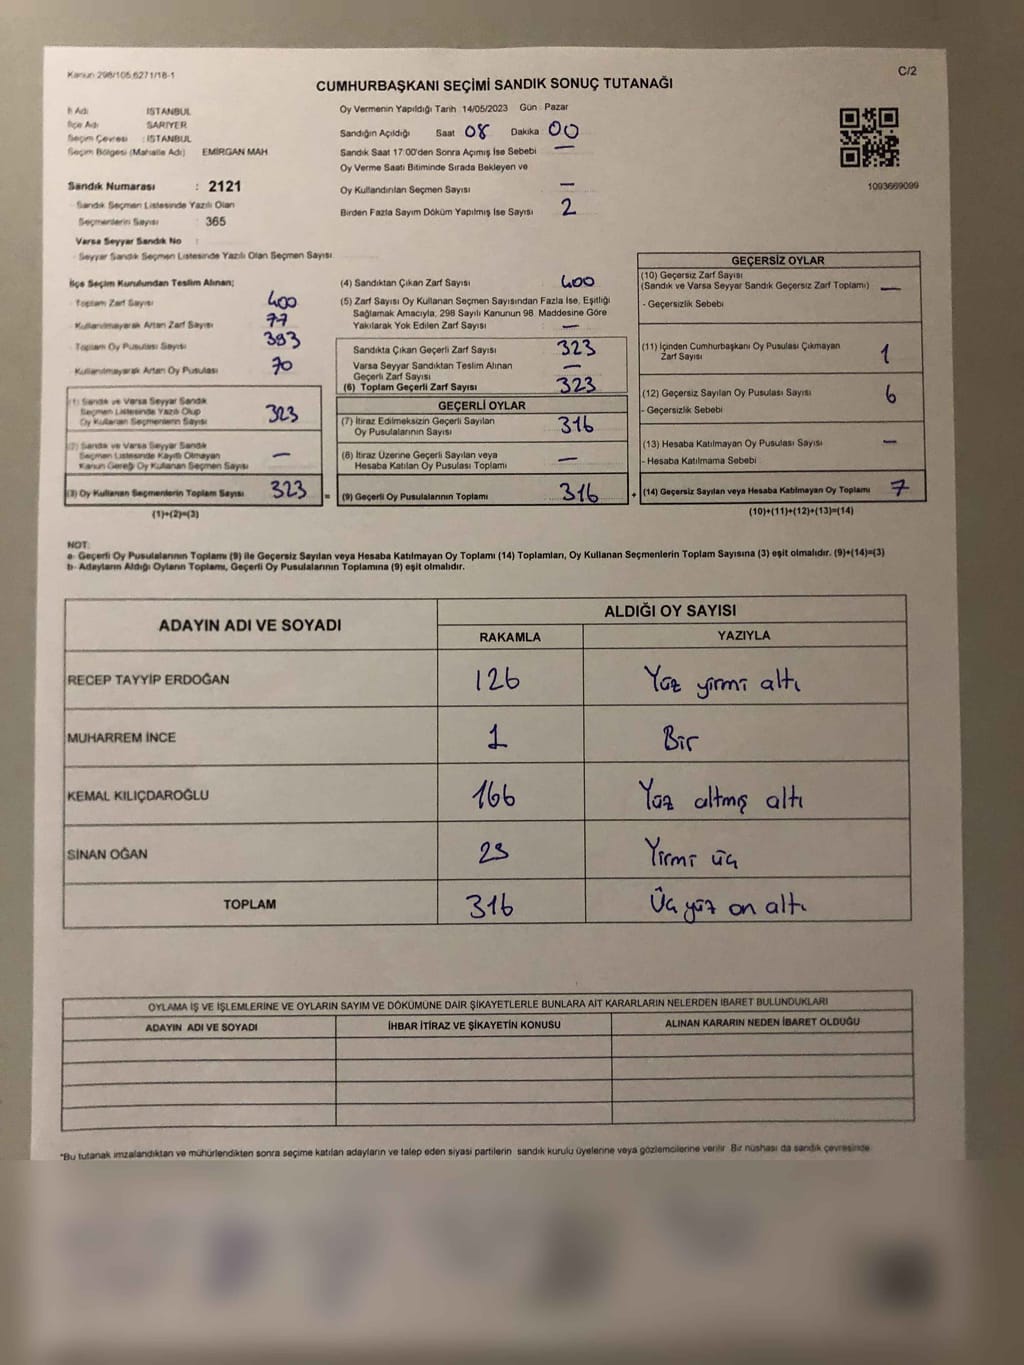 Kanun 298/105,6271/18-1
C/2
CUMHURBAŞKANI SEÇİMİ SANDIK SONUÇ TUTANAĞI
İl Adı İSTANBUL
İlçe Adı SARIYER
Seçim Çevresi : İSTANBUL
Seçim Bölgesi (Mahalle Adı) EMİRGAN MAH
Sandık Numarası : 2121
Sandık Seçmen Listesinde Yazılı Olan
Seçmenlerin Sayısı : 365
Varsa Seyyar Sandık No :
Seyyar Sandık Seçmen Listesinde Yazılı Olan Seçmen Sayısı
Oy Vermenin Yapıldığı Tarih : 14/05/2023 Gün : Pazar
Sandığın Açıldığı Saat 08 Dakika 00
Sandık Saat 17:00'den Sonra Açımış İse Sebebi —
Oy Verme Saati Bitiminde Sırada Bekleyen ve
Oy Kullandırılan Seçmen Sayısı —
Birden Fazla Sayım Döküm Yapılmış İse Sayısı 2
1093669099
İlçe Seçim Kurulundan Teslim Alınan;
Toplam Zarf Sayısı 400
Kullanılmayarak Artan Zarf Sayısı 77
Toplam Oy Pusulası Sayısı 393
Kullanılmayarak Artan Oy Pusulası 70
(1) Sandık ve Varsa Seyyar Sandık
Seçmen Listesinde Yazılı Olup
Oy Kullanan Seçmenlerin Sayısı 323
(2) Sandık ve Varsa Seyyar Sandık
Seçmen Listesinde Kayıtlı Olmayan
Kanun Gereği Oy Kullanan Seçmen Sayısı —
(3) Oy Kullanan Seçmenlerin Toplam Sayısı 323 =
(1)+(2)=(3)
(4) Sandıktan Çıkan Zarf Sayısı 400
(5) Zarf Sayısı Oy Kullanan Seçmen Sayısından Fazla İse, Eşitliği
Sağlamak Amacıyla, 298 Sayılı Kanunun 98. Maddesine Göre
Yakılarak Yok Edilen Zarf Sayısı —
Sandıkta Çıkan Geçerli Zarf Sayısı 323
Varsa Seyyar Sandıktan Teslim Alınan
Geçerli Zarf Sayısı —
(6) Toplam Geçerli Zarf Sayısı 323
GEÇERLİ OYLAR
(7) İtiraz Edilmeksizin Geçerli Sayılan
Oy Pusulalarının Sayısı 316
(8) İtiraz Üzerine Geçerli Sayılan veya
Hesaba Katılan Oy Pusulası Toplamı —
(9) Geçerli Oy Pusulalarının Toplamı 316 +
GEÇERSİZ OYLAR
(10) Geçersiz Zarf Sayısı
(Sandık ve Varsa Seyyar Sandık Geçersiz Zarf Toplamı) —
- Geçersizlik Sebebi
(11) İçinden Cumhurbaşkanı Oy Pusulası Çıkmayan
Zarf Sayısı 1
(12) Geçersiz Sayılan Oy Pusulası Sayısı 6
- Geçersizlik Sebebi
(13) Hesaba Katılmayan Oy Pusulası Sayısı —
- Hesaba Katılmama Sebebi
(14) Geçersiz Sayılan veya Hesaba Katılmayan Oy Toplamı 7
(10)+(11)+(12)+(13)=(14)
NOT:
a- Geçerli Oy Pusulalarının Toplamı (9) ile Geçersiz Sayılan veya Hesaba Katılmayan Oy Toplamı (14) Toplamları, Oy Kullanan Seçmenlerin Toplam Sayısına (3) eşit olmalıdır. (9)+(14)=(3)
b- Adayların Aldığı Oyların Toplamı, Geçerli Oy Pusulalarının Toplamına (9) eşit olmalıdır.
ADAYIN ADI VE SOYADI ALDIĞI OY SAYISI
RAKAMLA YAZIYLA
RECEP TAYYİP ERDOĞAN 126 Yüz yirmi altı
MUHARREM İNCE 1 Bir
KEMAL KILIÇDAROĞLU 166 Yüz altmış altı
SİNAN OĞAN 23 Yirmi üç
TOPLAM 316 Üç yüz on altı
OYLAMA İŞ VE İŞLEMLERİNE VE OYLARIN SAYIM VE DÖKÜMÜNE DAİR ŞİKAYETLERLE BUNLARA AİT KARARLARIN NELERDEN İBARET BULUNDUKLARI
ADAYIN ADI VE SOYADI İHBAR İTİRAZ VE ŞİKAYETİN KONUSU ALINAN KARARIN NEDEN İBARET OLDUĞU
*Bu tutanak imzalandıktan ve mühürlendikten sonra seçime katılan adayların ve talep eden siyasi partilerin sandık kurulu üyelerine veya gözlemcilerine verilir. Bir nüshası da sandık çevresinde